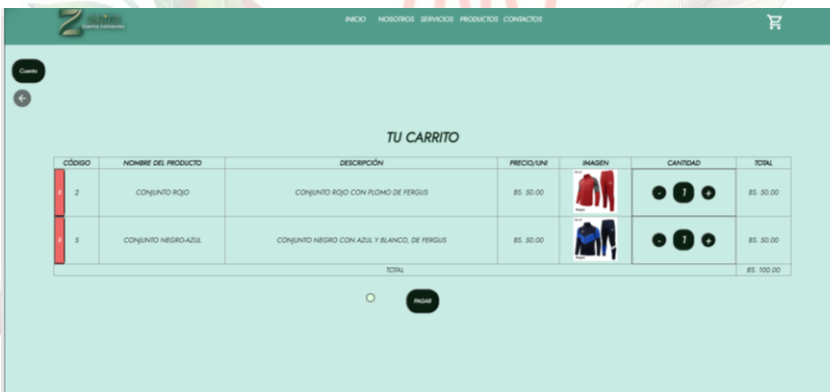 INICIO NOSOTROS SERVICIOS PRODUCTOS CONTACTOS
Cuenta
TU CARRITO
CÓDIGO NOMBRE DEL PRODUCTO DESCRIPCIÓN PRECIO/UNI IMAGEN CANTIDAD TOTAL
X 2 CONJUNTO ROJO CONJUNTO ROJO CON PLOMO DE FERGUS BS. 50.00 - 1 + BS. 50.00
X 3 CONJUNTO NEGRO-AZUL CONJUNTO NEGRO CON AZUL Y BLANCO, DE FERGUS BS. 50.00 - 1 + BS. 50.00
TOTAL BS. 100.00
PAGAR